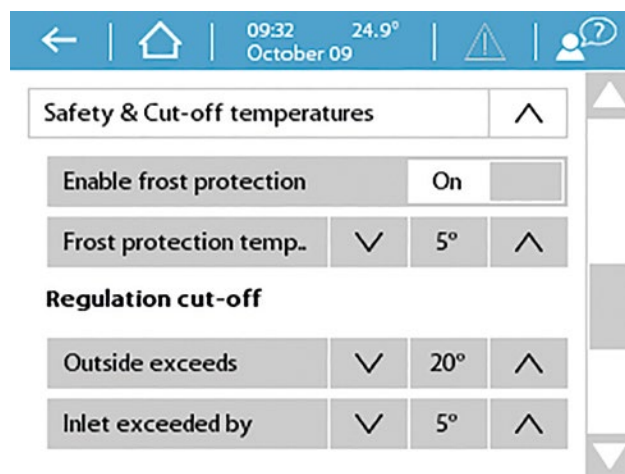 09:32 24.9°
October 09
?
Safety & Cut-off temperatures
Enable frost protection On
Frost protection temp.. 5°
Regulation cut-off
Outside exceeds 20°
Inlet exceeded by 5°